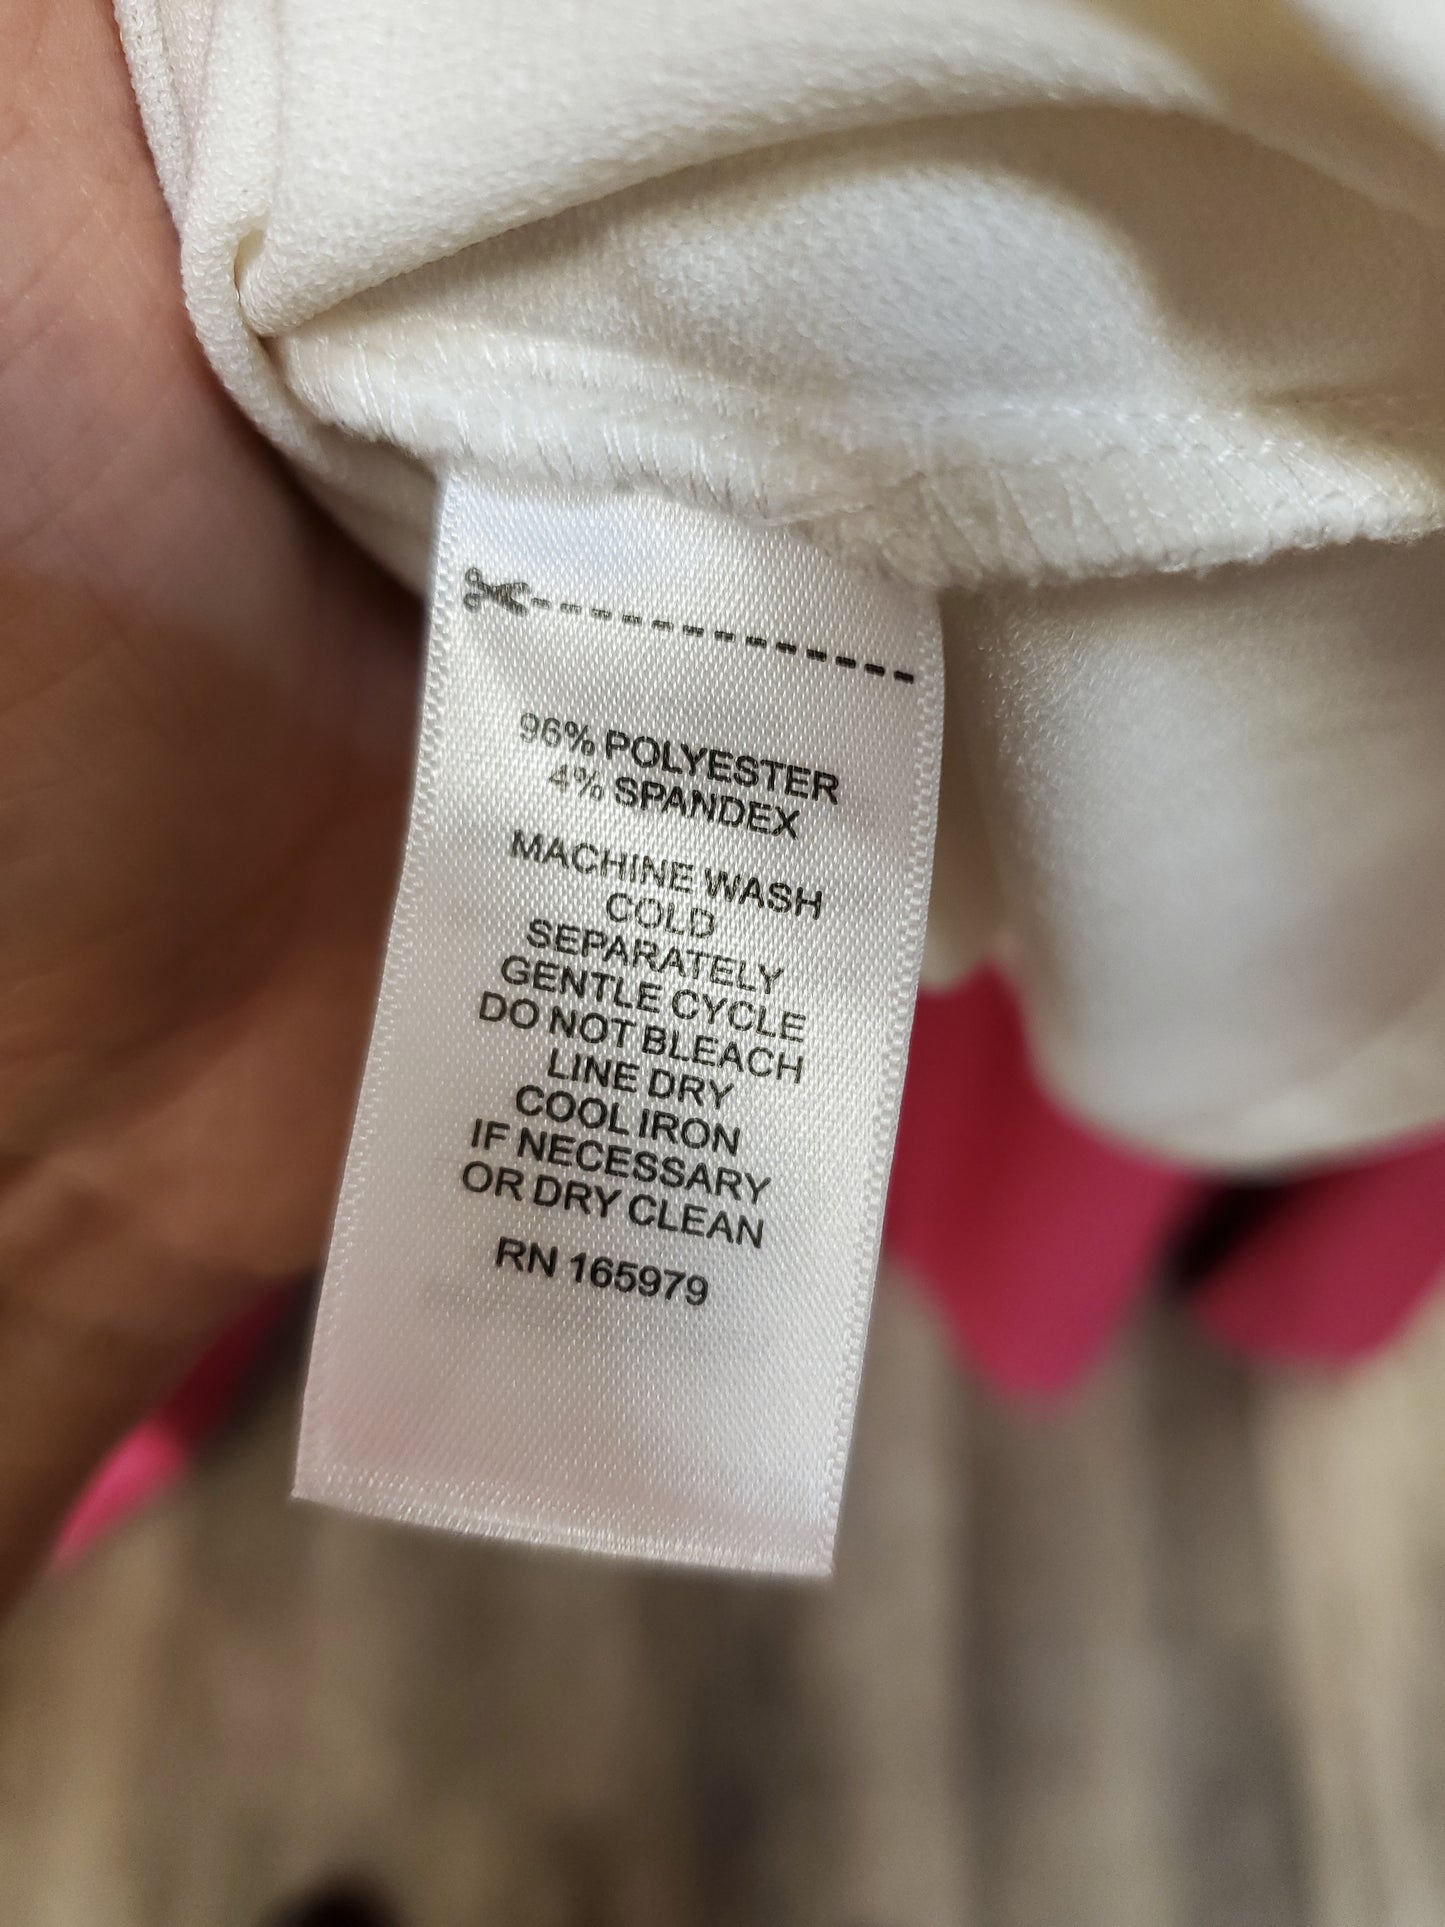 96% POLYESTER
4% SPANDEX
MACHINE WASH
COLD
SEPARATELY
GENTLE CYCLE
DO NOT BLEACH
LINE DRY
COOL IRON
IF NECESSARY
OR DRY CLEAN
RN 165979